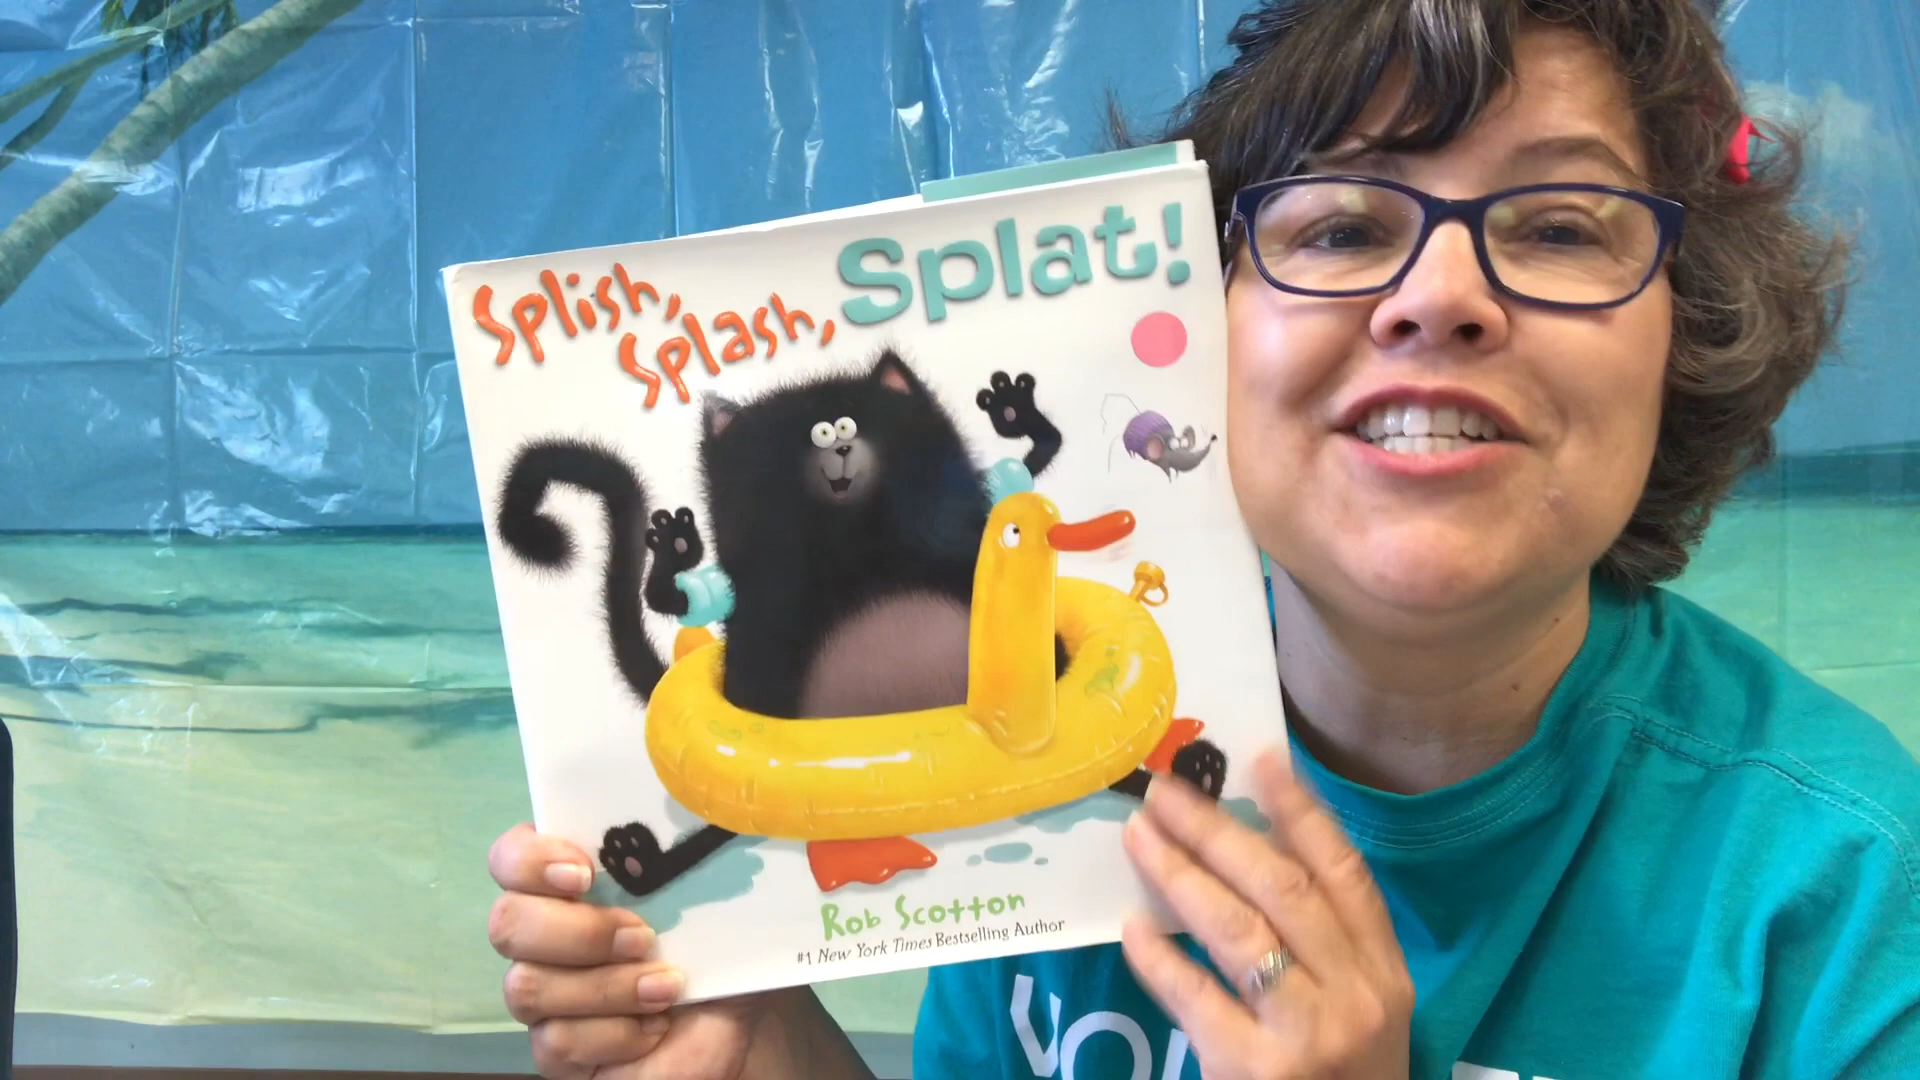 Splish,
Splash, Splat!
Rob Scotton
#1 New York Times Bestselling Author